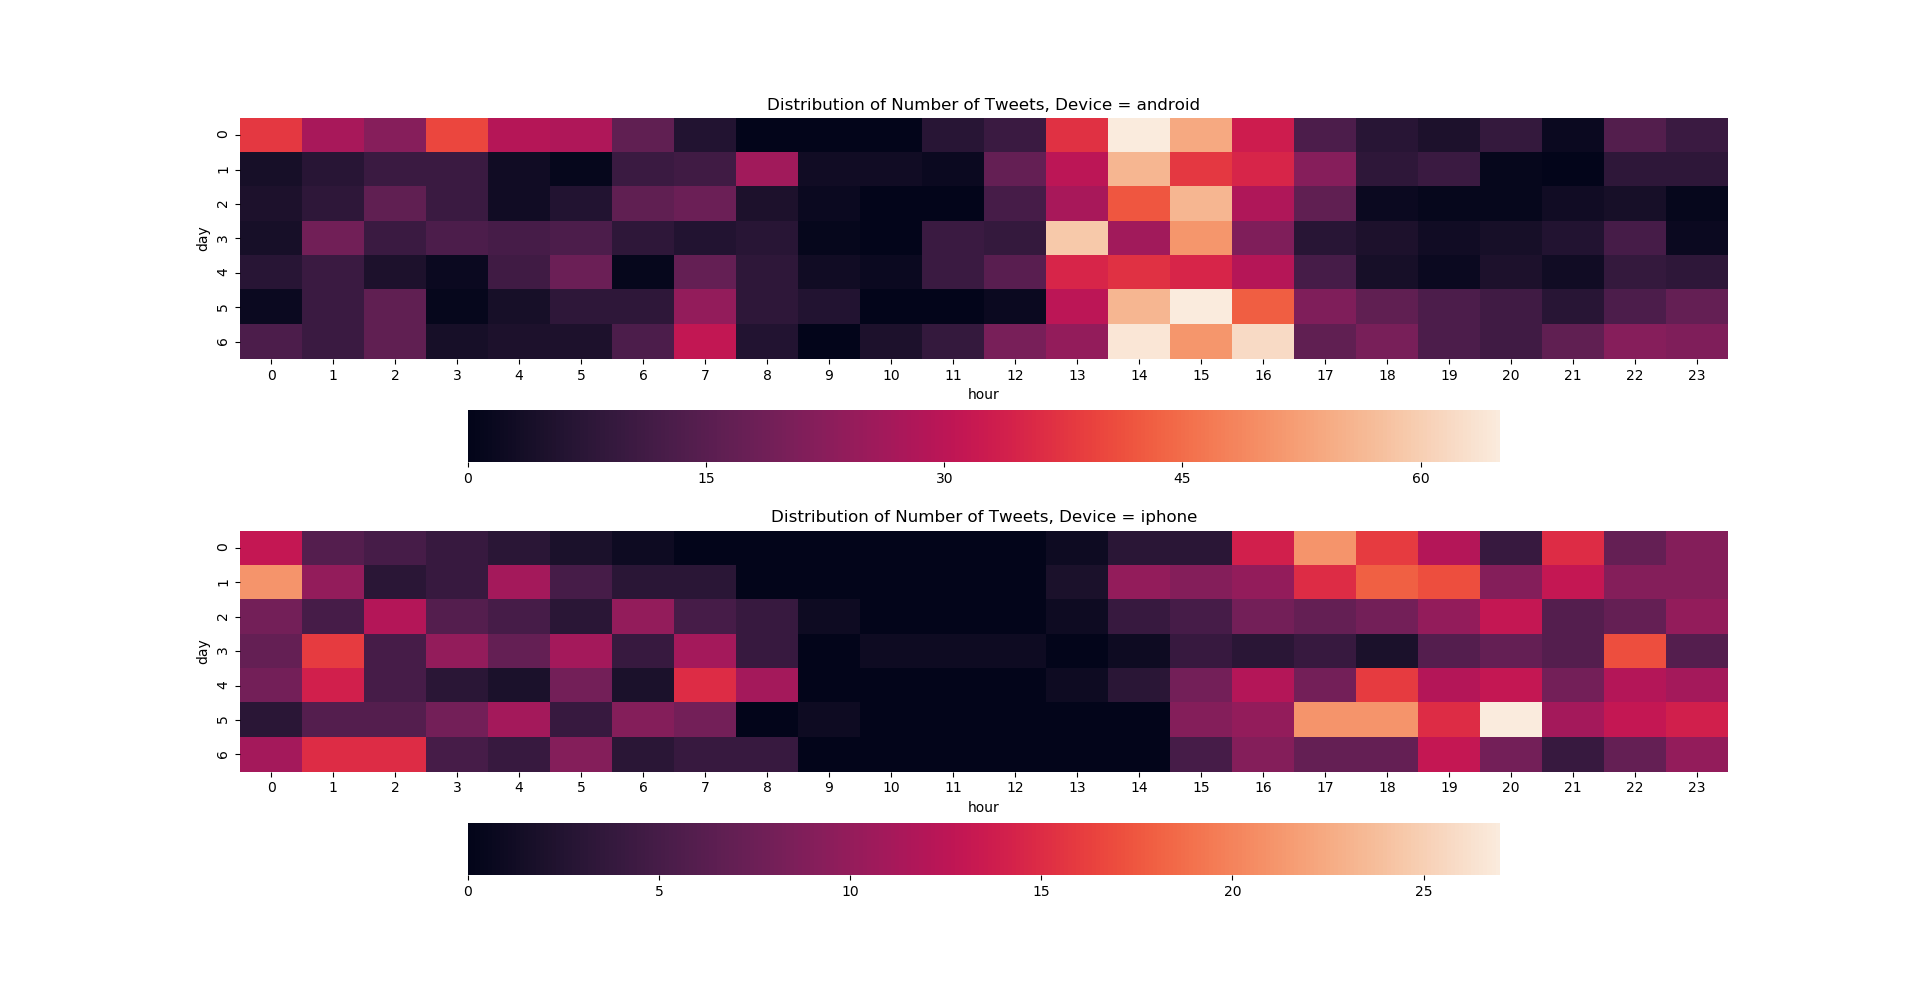 Distribution of Number of Tweets, Device = android
day
0
1
2
3
4
5
6
0 1 2 3 4 5 6 7 8 9 10 11 12 13 14 15 16 17 18 19 20 21 22 23
hour
0 15 30 45 60
Distribution of Number of Tweets, Device = iphone
day
0
1
2
3
4
5
6
0 1 2 3 4 5 6 7 8 9 10 11 12 13 14 15 16 17 18 19 20 21 22 23
hour
0 5 10 15 20 25